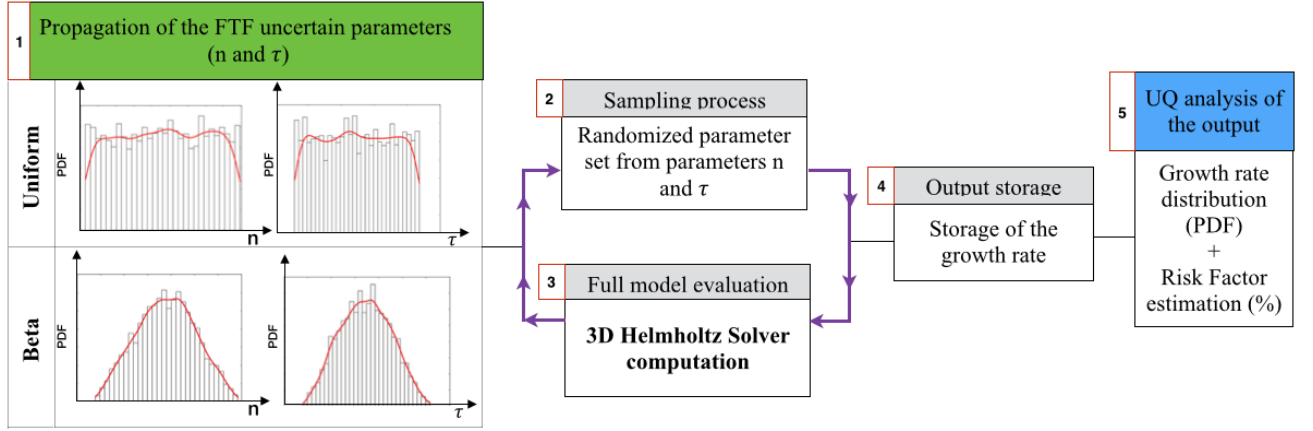 1
Propagation of the FTF uncertain parameters
(n and τ)
Uniform
PDF
n
PDF
τ
Beta
PDF
n
PDF
τ
2
Sampling process
Randomized parameter
set from parameters n
and τ
3
Full model evaluation
3D Helmholtz Solver
computation
4
Output storage
Storage of the
growth rate
5
UQ analysis of
the output
Growth rate
distribution
(PDF)
+
Risk Factor
estimation (%)